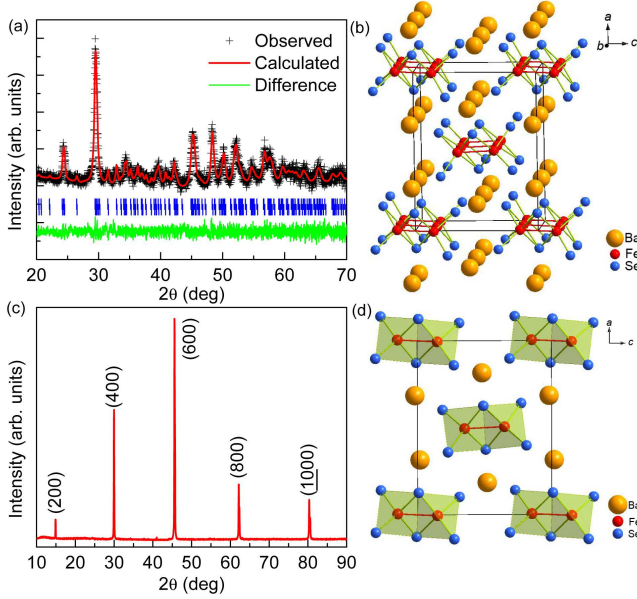 (a)
Observed
Calculated
Difference
Intensity (arb. units)
20 30 40 50 60 70
2θ (deg)
(b)
a
b c
Ba
Fe
Se
(c)
(200)
(400)
(600)
(800)
(1000)
Intensity (arb. units)
10 20 30 40 50 60 70 80 90
2θ (deg)
(d)
a
c
Ba
Fe
Se